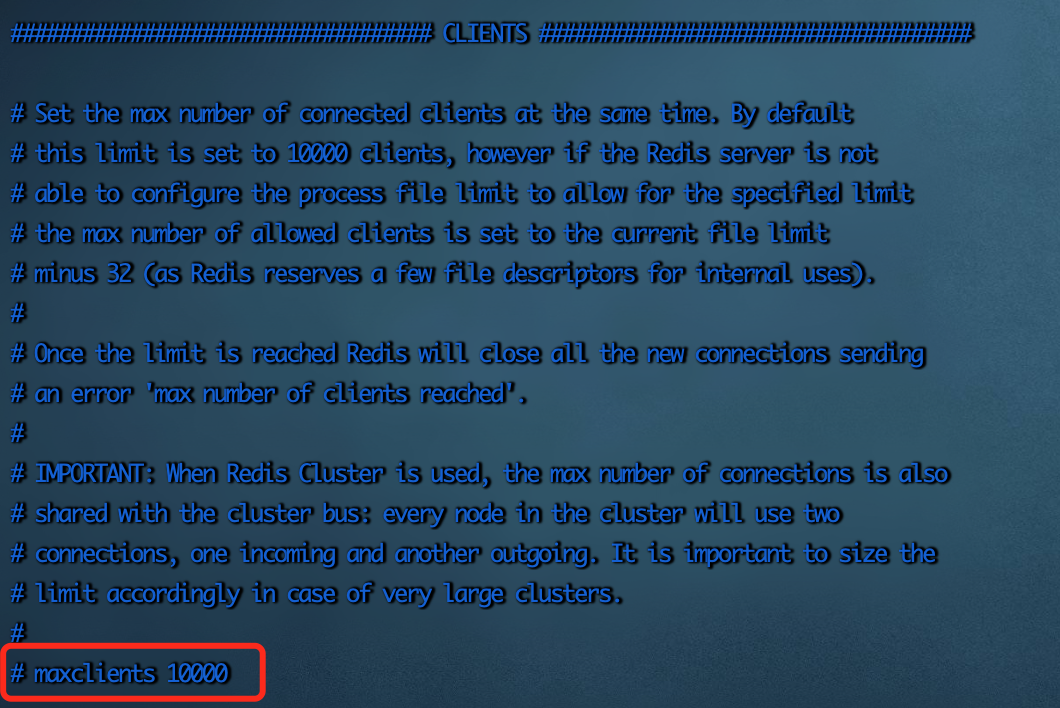 ################################### CLIENTS ####################################
# Set the max number of connected clients at the same time. By default
# this limit is set to 10000 clients, however if the Redis server is not
# able to configure the process file limit to allow for the specified limit
# the max number of allowed clients is set to the current file limit
# minus 32 (as Redis reserves a few file descriptors for internal uses).
#
# Once the limit is reached Redis will close all the new connections sending
# an error 'max number of clients reached'.
#
# IMPORTANT: When Redis Cluster is used, the max number of connections is also
# shared with the cluster bus: every node in the cluster will use two
# connections, one incoming and another outgoing. It is important to size the
# limit accordingly in case of very large clusters.
#
# maxclients 10000